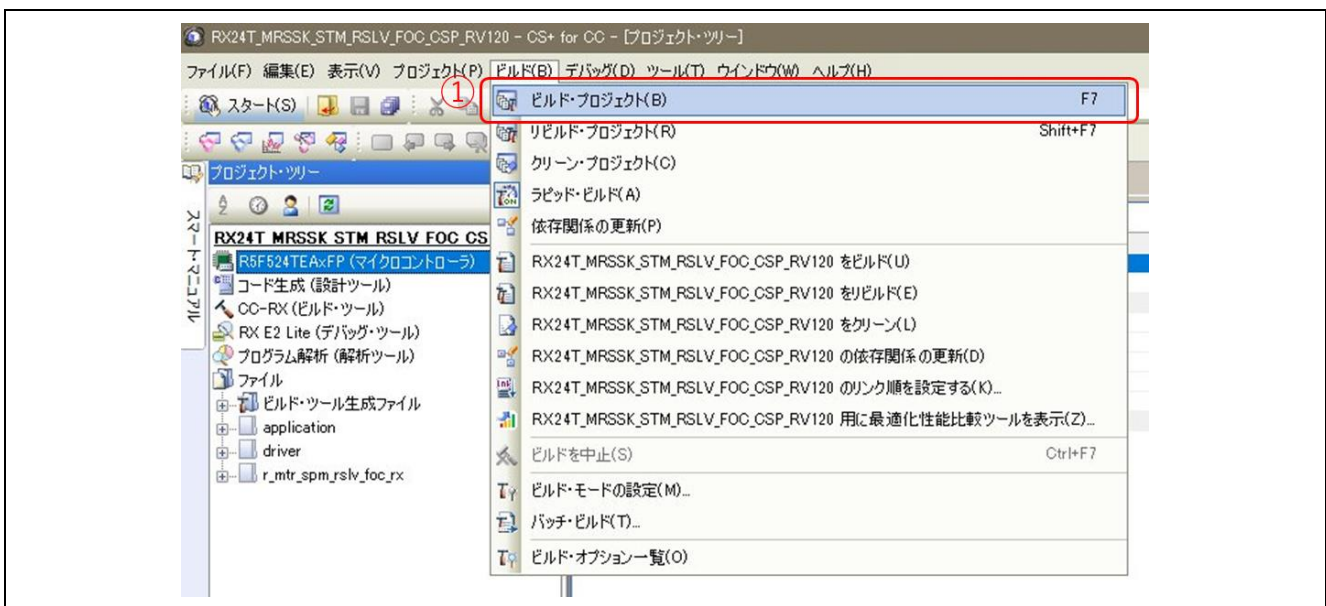 RX24T_MRSSK_STM_RSLV_FOC_CSP_RV120 - CS+ for CC - [プロジェクト・ツリー]
ファイル(F) 編集(E) 表示(V) プロジェクト(P) ビルド(B) デバッグ(D) ツール(T) ウインドウ(W) ヘルプ(H)
スタート(S)
①
ビルド・プロジェクト(B) F7
リビルド・プロジェクト(R) Shift+F7
クリーン・プロジェクト(C)
ラピッド・ビルド(A)
依存関係の更新(P)
RX24T_MRSSK_STM_RSLV_FOC_CSP_RV120 をビルド(U)
RX24T_MRSSK_STM_RSLV_FOC_CSP_RV120 をリビルド(E)
RX24T_MRSSK_STM_RSLV_FOC_CSP_RV120 をクリーン(L)
RX24T_MRSSK_STM_RSLV_FOC_CSP_RV120 の依存関係の更新(D)
RX24T_MRSSK_STM_RSLV_FOC_CSP_RV120 のリンク順を設定する(K)...
RX24T_MRSSK_STM_RSLV_FOC_CSP_RV120 用に最適化性能比較ツールを表示(Z)...
ビルドを中止(S) Ctrl+F7
ビルド・モードの設定(M)...
バッチ・ビルド(T)...
ビルド・オプション一覧(O)
スマート・マニュアル
プロジェクト・ツリー
RX24T_MRSSK_STM_RSLV_FOC_CS
R5F524TEAxFP (マイクロコントローラ)
コード生成 (設計ツール)
CC-RX (ビルド・ツール)
RX E2 Lite (デバッグ・ツール)
プログラム解析 (解析ツール)
ファイル
ビルド・ツール生成ファイル
application
driver
r_mtr_spm_rslv_foc_rx